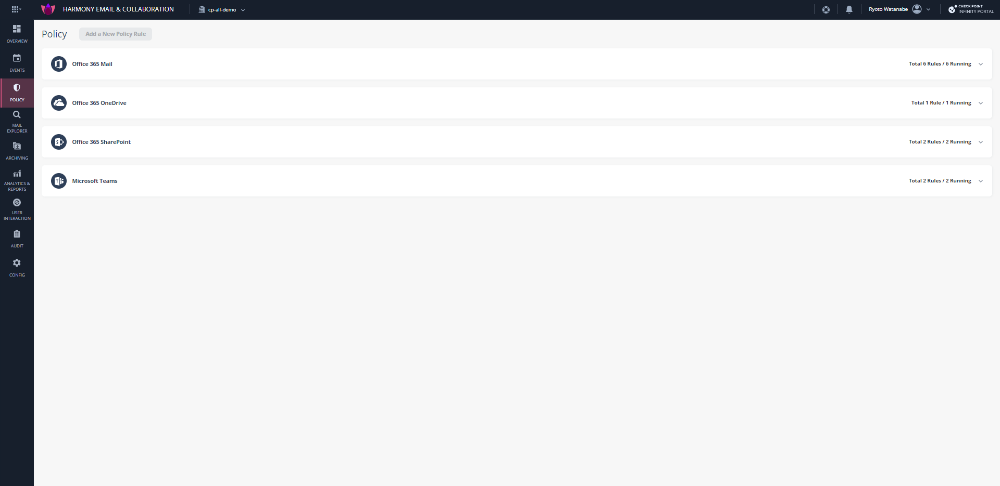 HARMONY EMAIL & COLLABORATION
cp-all-demo
Ryoto Watanabe
CHECK POINT
INFINITY PORTAL
OVERVIEW
EVENTS
POLICY
MAIL
EXPLORER
ARCHIVING
ANALYTICS &
REPORTS
USER
INTERACTION
AUDIT
CONFIG
Policy
Add a New Policy Rule
Office 365 Mail
Total 6 Rules / 6 Running
Office 365 OneDrive
Total 1 Rule / 1 Running
Office 365 SharePoint
Total 2 Rules / 2 Running
Microsoft Teams
Total 2 Rules / 2 Running